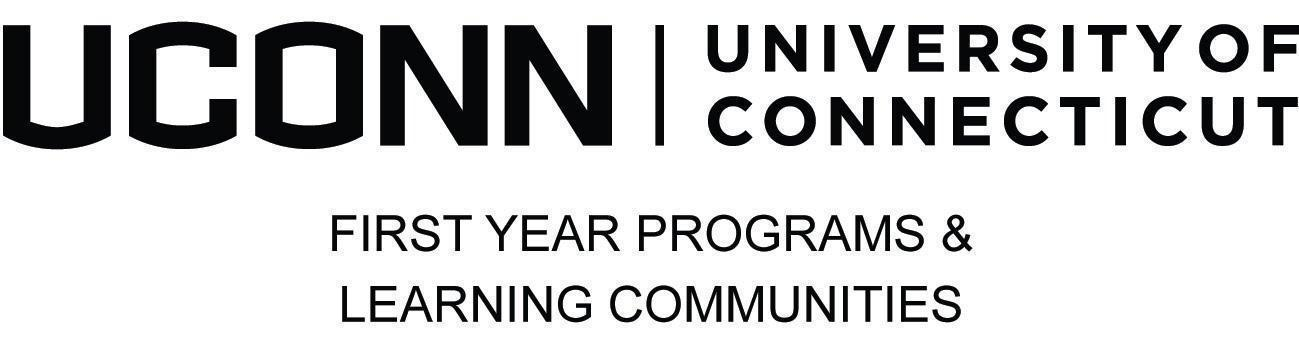 UCONN | UNIVERSITY OF
CONNECTICUT
FIRST YEAR PROGRAMS &
LEARNING COMMUNITIES